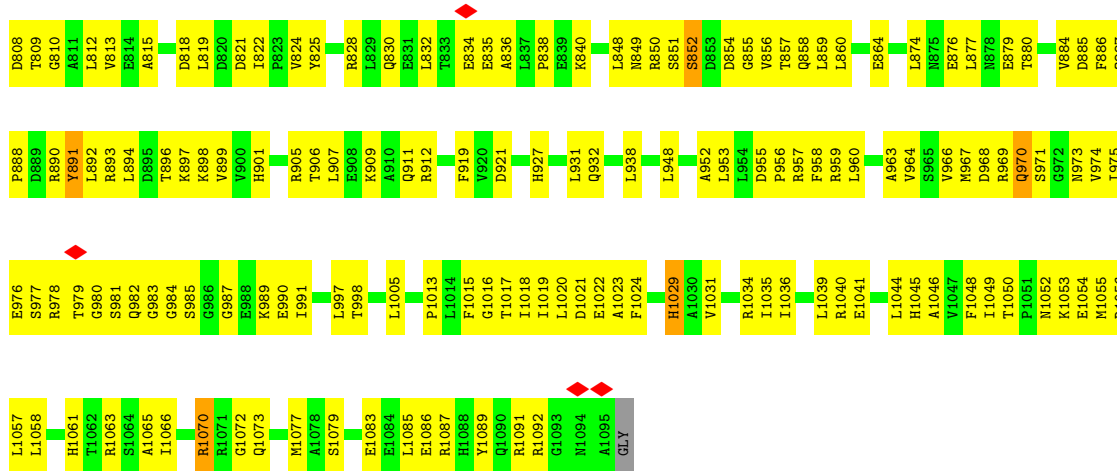 D808 T809 G810 A811 L812 V813 E814 A815 D818 L819 D820 D821 I822 P823 V824 Y825 R828 L829 Q830 E831 L832 T833 E834 E835 A836 L837 P838 E839 K840 L848 N849 R850 S851 S852 D853 D854 G855 V856 T857 Q858 L859 L860 E864 L874 N875 E876 L877 N878 E879 T880 V884 D885 F886
P888 D889 R890 Y891 L892 R893 L894 D895 T896 K897 K898 V899 V900 H901 R905 T906 L907 E908 K909 A910 Q911 R912 F919 V920 D921 H927 L931 Q932 L938 L948 A952 L953 L954 D955 P956 R957 F958 R959 L960 A963 V964 S965 V966 M967 D968 R969 Q970 S971 G972 N973 V974
E976 S977 R978 T979 G980 S981 Q982 G983 G984 S985 G986 G987 E988 K989 E990 I991 L997 T998 L1005 P1013 L1014 F1015 G1016 T1017 I1018 I1019 L1020 D1021 E1022 A1023 F1024 H1029 A1030 V1031 R1034 I1035 I1036 L1039 R1040 E1041 L1044 H1045 A1046 V1047 F1048 I1049 T1050 P1051 N1052 K1053 E1054 M1055
L1057 L1058 H1061 T1062 R1063 S1064 A1065 I1066 R1070 R1071 G1072 Q1073 M1077 A1078 S1079 E1083 E1084 L1085 E1086 R1087 H1088 Y1089 Q1090 R1091 R1092 G1093 N1094 A1095 GLY